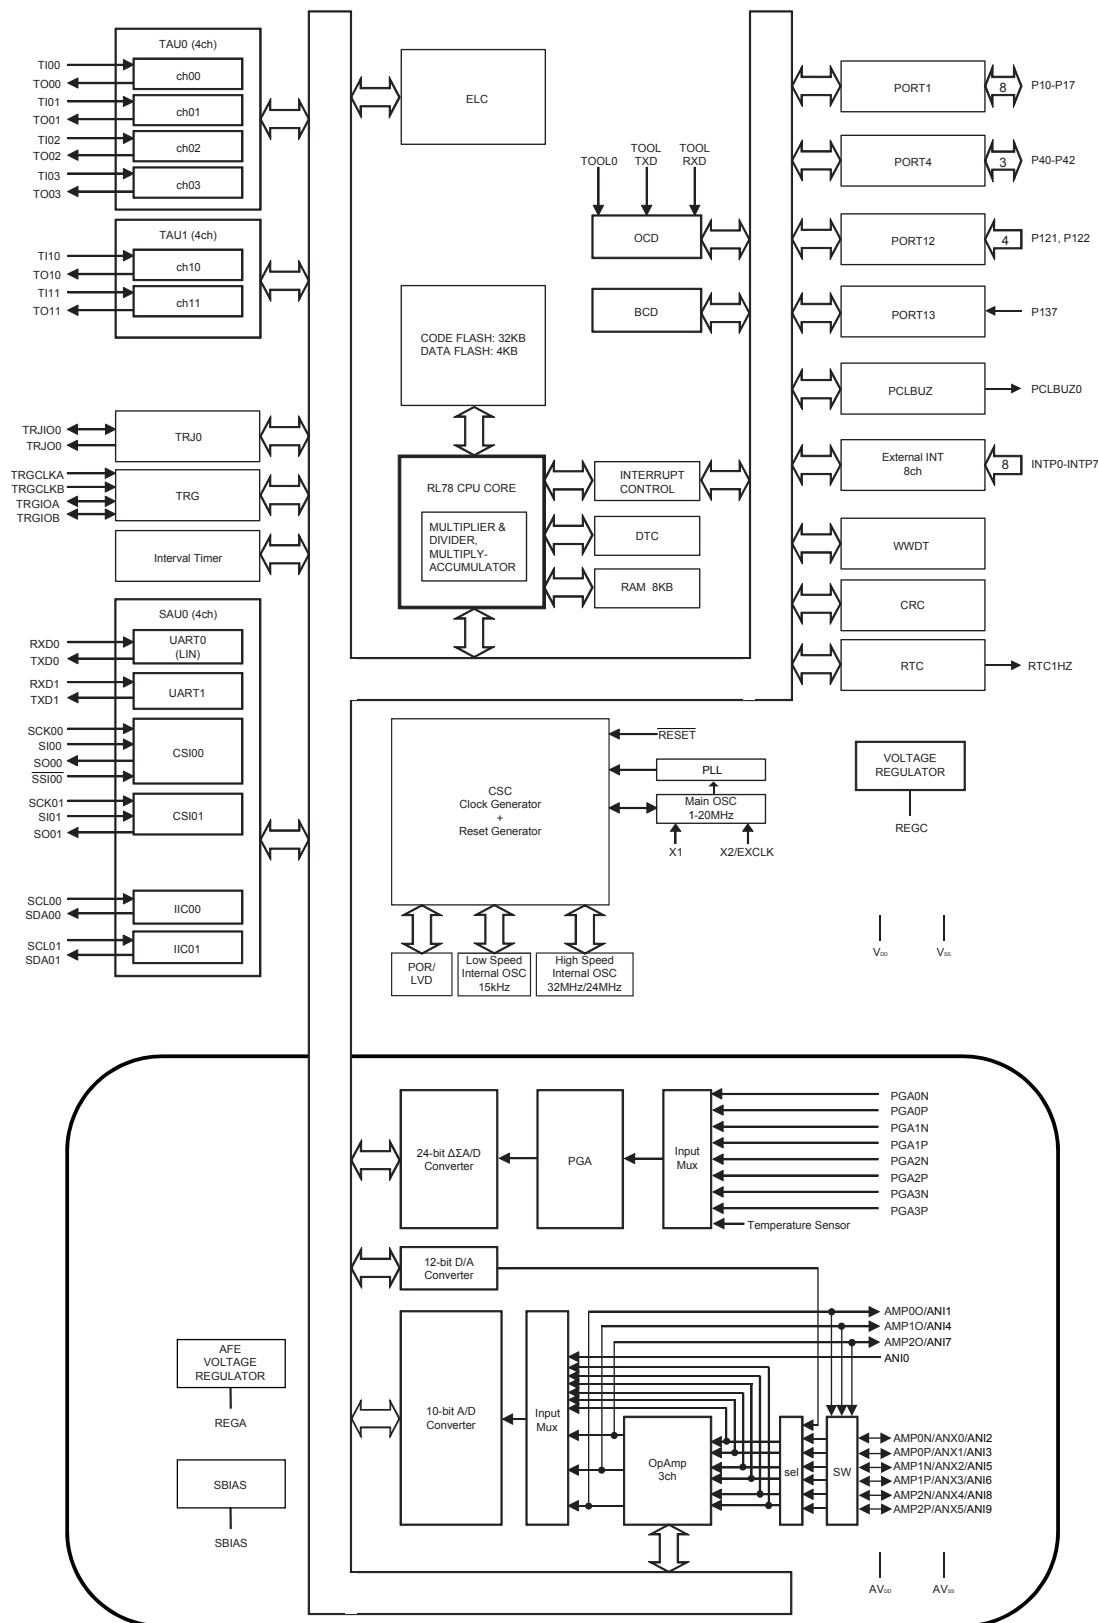 TAU0 (4ch)
TI00
TO00
ch00
TI01
TO01
ch01
TI02
TO02
ch02
TI03
TO03
ch03
TAU1 (4ch)
TI10
TO10
ch10
TI11
TO11
ch11
TRJIO0
TRJO0
TRJ0
TRGCLKA
TRGCLKB
TRGIOA
TRGIOB
TRG
Interval Timer
SAU0 (4ch)
RXD0
TXD0
UART0
(LIN)
RXD1
TXD1
UART1
SCK00
SI00
SO00
SSI00
CSI00
SCK01
SI01
SO01
CSI01
SCL00
SDA00
IIC00
SCL01
SDA01
IIC01
ELC
TOOL0
TOOL
TXD
TOOL
RXD
OCD
BCD
CODE FLASH: 32KB
DATA FLASH: 4KB
RL78 CPU CORE
MULTIPLIER &
DIVIDER,
MULTIPLY-
ACCUMULATOR
INTERRUPT
CONTROL
DTC
RAM 8KB
PORT1
8
P10-P17
PORT4
3
P40-P42
PORT12
4
P121, P122
PORT13
P137
PCLBUZ
PCLBUZ0
External INT
8ch
8
INTP0-INTP7
WWDT
CRC
RTC
RTC1HZ
CSC
Clock Generator
+
Reset Generator
RESET
PLL
Main OSC
1-20MHz
X1
X2/EXCLK
POR/
LVD
Low Speed
Internal OSC
15kHz
High Speed
Internal OSC
32MHz/24MHz
VOLTAGE
REGULATOR
REGC
VDD
VSS
24-bit ΔΣA/D
Converter
PGA
Input
Mux
PGA0N
PGA0P
PGA1N
PGA1P
PGA2N
PGA2P
PGA3N
PGA3P
Temperature Sensor
12-bit D/A
Converter
AFE
VOLTAGE
REGULATOR
REGA
SBIAS
SBIAS
10-bit A/D
Converter
Input
Mux
OpAmp
3ch
sel
SW
AMP0O/ANI1
AMP1O/ANI4
AMP2O/ANI7
ANI0
AMP0N/ANX0/ANI2
AMP0P/ANX1/ANI3
AMP1N/ANX2/ANI5
AMP1P/ANX3/ANI6
AMP2N/ANX4/ANI8
AMP2P/ANX5/ANI9
AVDD
AVSS